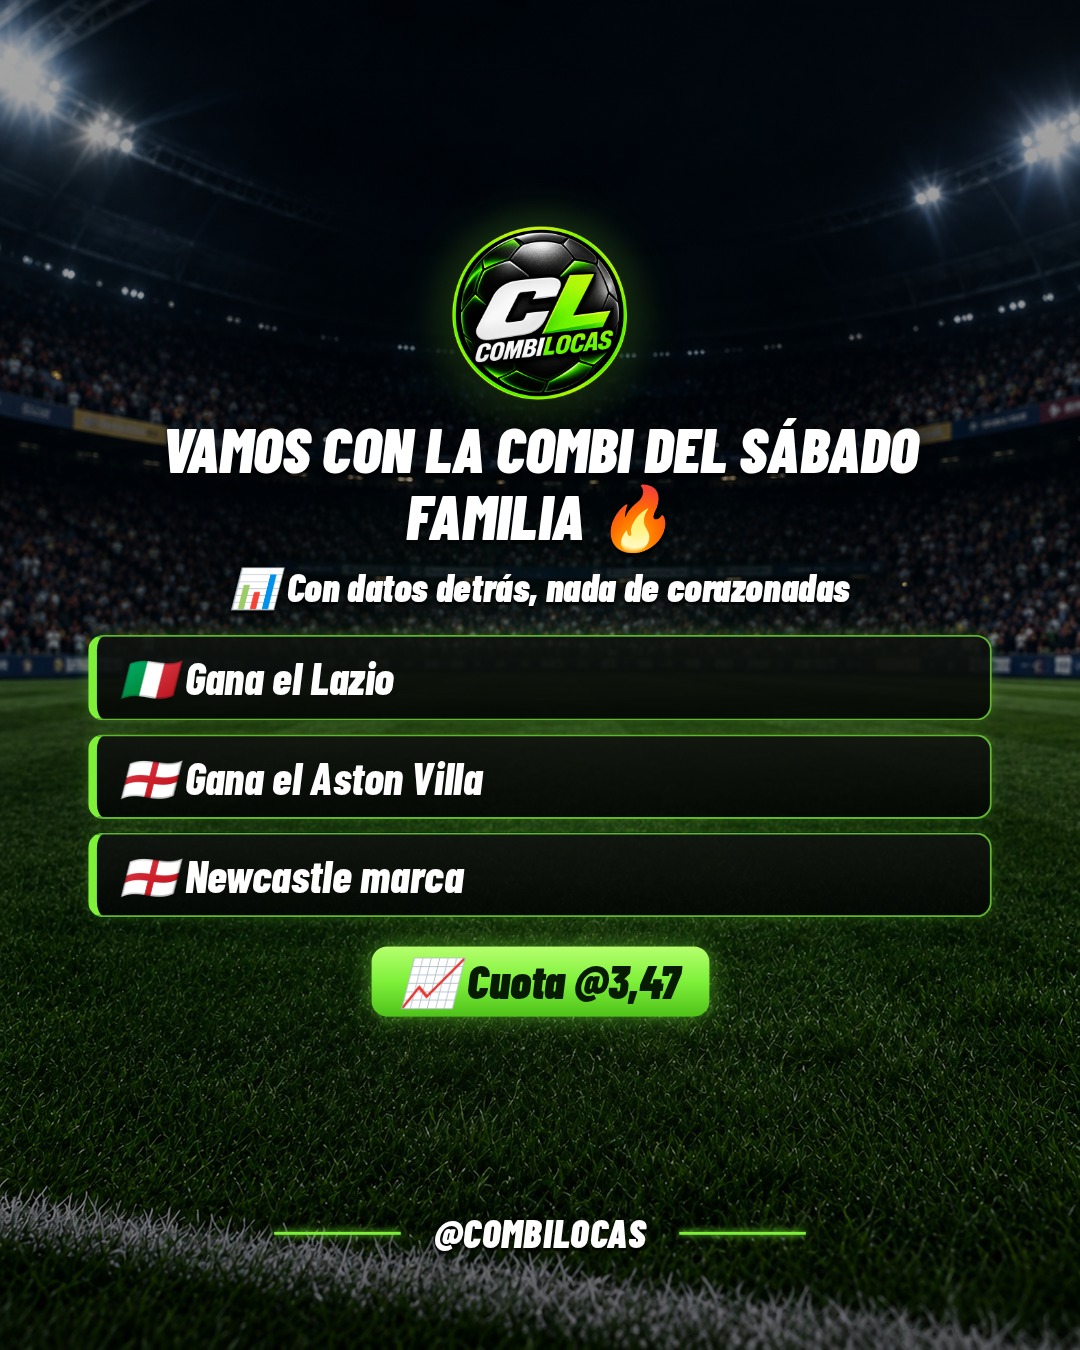 CL
COMBILOCAS
VAMOS CON LA COMBI DEL SÁBADO
FAMILIA 🔥
📊 Con datos detrás, nada de corazonadas
🇮🇹 Gana el Lazio
🏴󠁧󠁢󠁥󠁮󠁧󠁿 Gana el Aston Villa
🏴󠁧󠁢󠁥󠁮󠁧󠁿 Newcastle marca
📈 Cuota @3,47
@COMBILOCAS